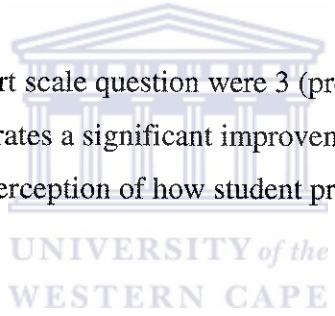 rt scale question were 3 (pr
rates a significant improven
erception of how student pr
UNIVERSITY of the
WESTERN CAPE